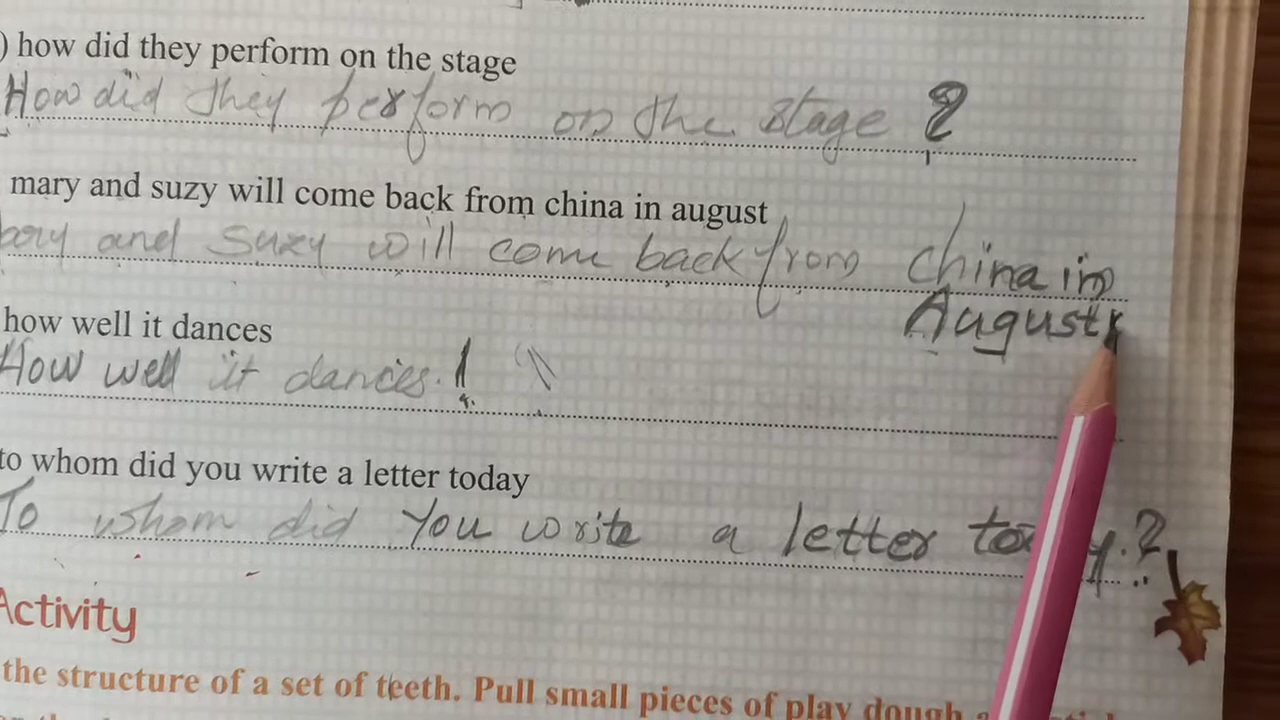 ) how did they perform on the stage
How did they perform on the stage ?
mary and suzy will come back from china in august
and Suzy will come back from China in
August
how well it dances
How well it dances. !
to whom did you write a letter today
To whom did you write a letter ?
Activity
the structure of a set of teeth. Pull small pieces of play dough